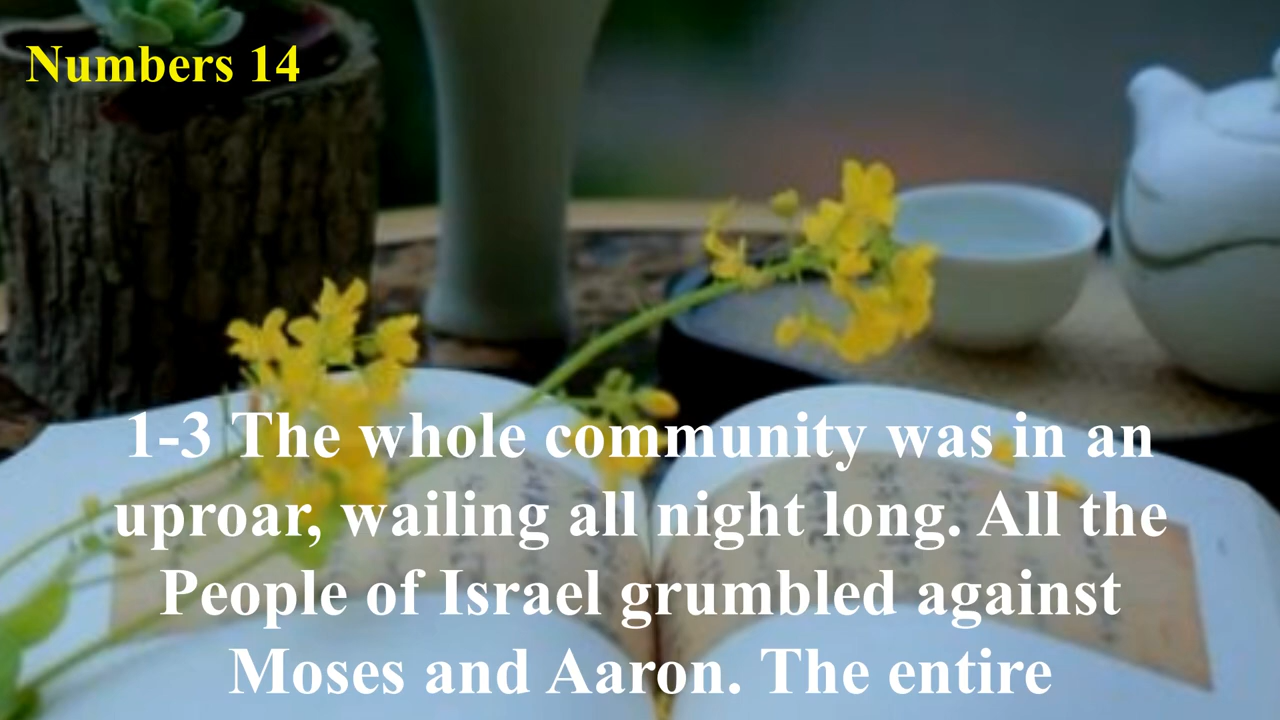 Numbers 14
1-3 The whole community was in an
uproar, wailing all night long. All the
People of Israel grumbled against
Moses and Aaron. The entire